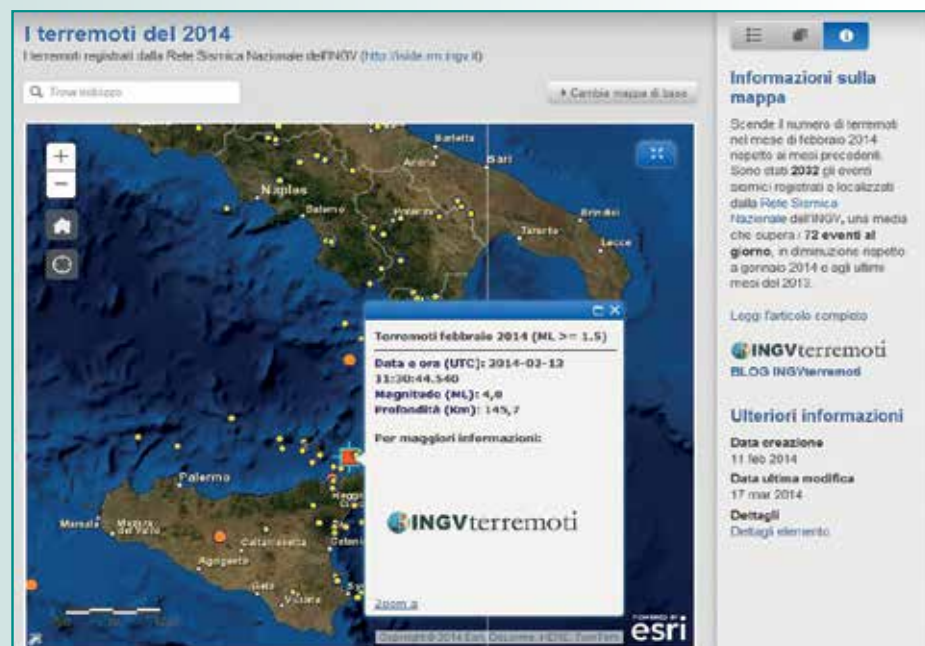 I terremoti del 2014
I terremoti registrati dalla Rete Sismica Nazionale dell'INGV (http://iside.rm.ingv.it)
Trova indirizzo
Cambia mappa di base
+
−
Barletta
Bari
Naples
Salerno
Potenza
Brindisi
Taranto
Lecce
Terremoti febbraio 2014 (ML >= 1.5)
Data e ora (UTC): 2014-02-12
11:30:44.540
Magnitudo (ML): 4,0
Profondità (Km): 145,7
Per maggiori informazioni:
INGVterremoti
Zoom a
Palermo
Marsala
Mazara
del Vallo
Caltanissetta
Agrigento
Gela
Vittoria
Copyright © 2014 Esri, DeLorme, HERE, TomTom
POWERED BY
esri
Informazioni sulla
mappa
Scende il numero di terremoti
nel mese di febbraio 2014
rispetto ai mesi precedenti.
Sono stati 2032 gli eventi
sismici registrati e localizzati
dalla Rete Sismica
Nazionale dell'INGV, una media
che supera i 72 eventi al
giorno, in diminuzione rispetto
a gennaio 2014 e agli ultimi
mesi del 2013.
Leggi l'articolo completo
INGVterremoti
BLOG INGVterremoti
Ulteriori informazioni
Data creazione
11 feb 2014
Data ultima modifica
17 mar 2014
Dettagli
Dettagli elemento